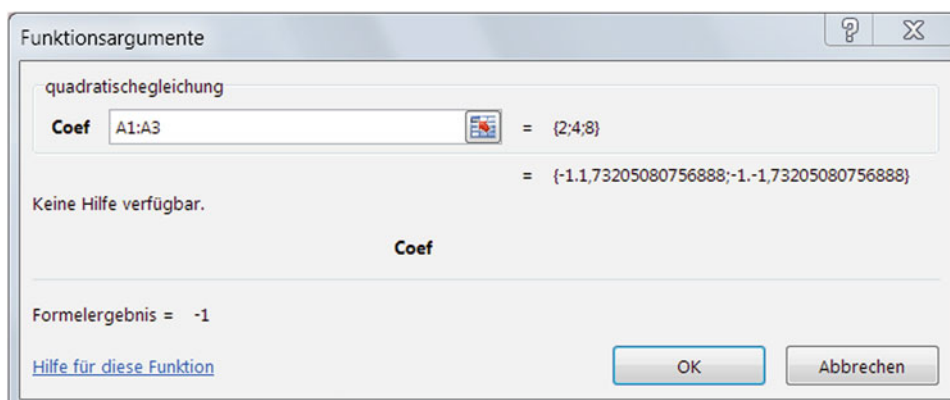 Funktionsargumente
quadratischegleichung
Coef A1:A3 = {2;4;8}
= {-1.1,73205080756888;-1.-1,73205080756888}
Keine Hilfe verfügbar.
Coef
Formelergebnis = -1
Hilfe für diese Funktion OK Abbrechen